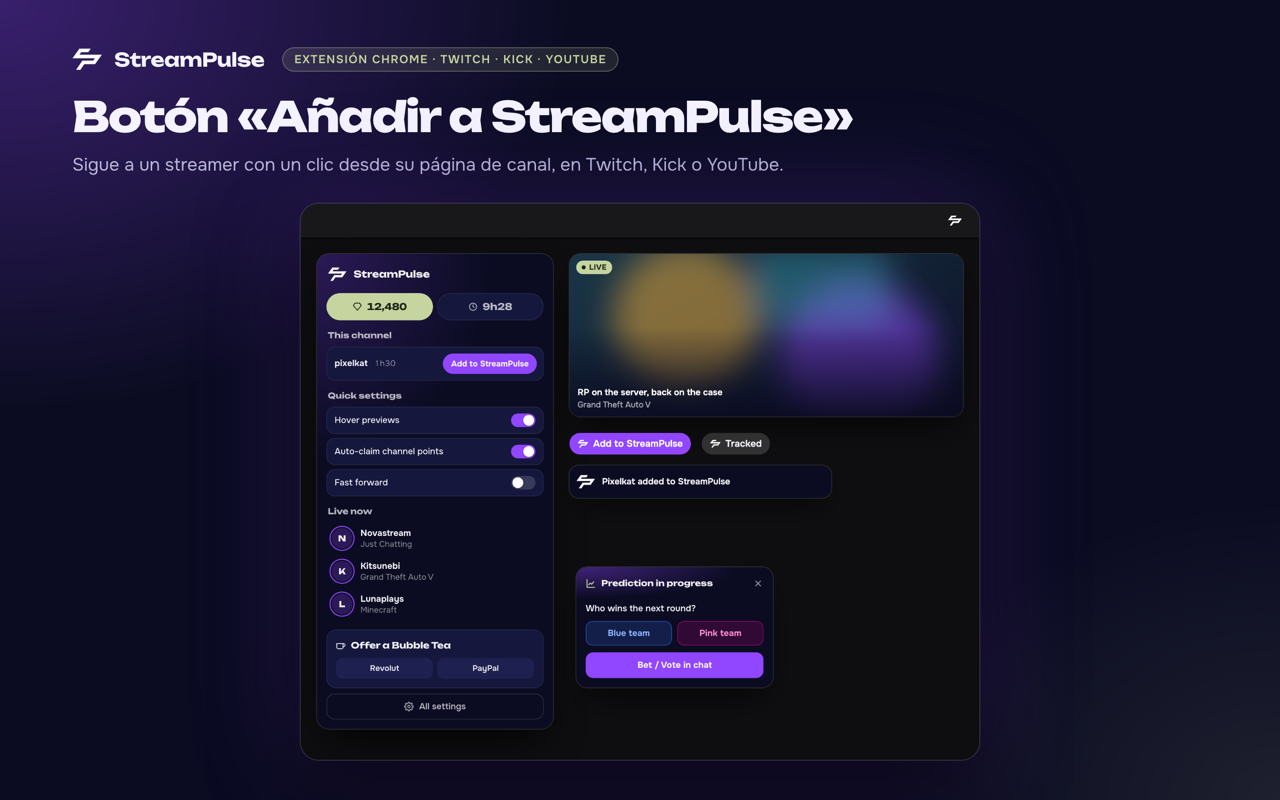 StreamPulse
EXTENSIÓN CHROME · TWITCH · KICK · YOUTUBE
Botón «Añadir a StreamPulse»
Sigue a un streamer con un clic desde su página de canal, en Twitch, Kick o YouTube.
StreamPulse
12,480
9h28
This channel
pixelkat 1h30
Add to StreamPulse
Quick settings
Hover previews
Auto-claim channel points
Fast forward
Live now
N
Novastream
Just Chatting
K
Kitsunebi
Grand Theft Auto V
L
Lunaplays
Minecraft
Offer a Bubble Tea
Revolut
PayPal
All settings
LIVE
RP on the server, back on the case
Grand Theft Auto V
Add to StreamPulse
Tracked
Pixelkat added to StreamPulse
Prediction in progress
Who wins the next round?
Blue team
Pink team
Bet / Vote in chat